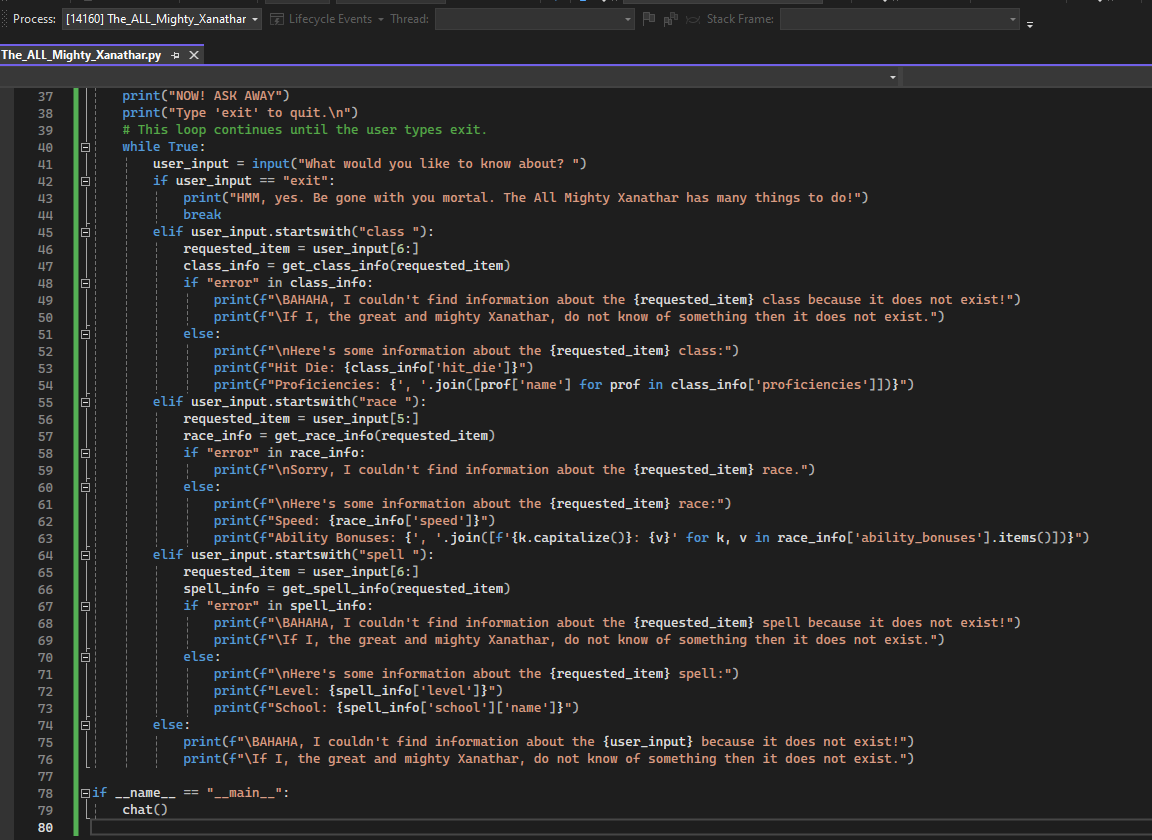 Process: [14160] The_ALL_Mighty_Xanathar Lifecycle Events Thread: Stack Frame:
The_ALL_Mighty_Xanathar.py
37 print("NOW! ASK AWAY")
38 print("Type 'exit' to quit.\n")
39 # This loop continues until the user types exit.
40 while True:
41 user_input = input("What would you like to know about? ")
42 if user_input == "exit":
43 print("HMM, yes. Be gone with you mortal. The All Mighty Xanathar has many things to do!")
44 break
45 elif user_input.startswith("class "):
46 requested_item = user_input[6:]
47 class_info = get_class_info(requested_item)
48 if "error" in class_info:
49 print(f"\BAHAHA, I couldn't find information about the {requested_item} class because it does not exist!")
50 print(f"\If I, the great and mighty Xanathar, do not know of something then it does not exist.")
51 else:
52 print(f"\nHere's some information about the {requested_item} class:")
53 print(f"Hit Die: {class_info['hit_die']}")
54 print(f"Proficiencies: {', '.join([prof['name'] for prof in class_info['proficiencies']])}")
55 elif user_input.startswith("race "):
56 requested_item = user_input[5:]
57 race_info = get_race_info(requested_item)
58 if "error" in race_info:
59 print(f"\nSorry, I couldn't find information about the {requested_item} race.")
60 else:
61 print(f"\nHere's some information about the {requested_item} race:")
62 print(f"Speed: {race_info['speed']}")
63 print(f"Ability Bonuses: {', '.join([f'{k.capitalize()}: {v}' for k, v in race_info['ability_bonuses'].items()])}")
64 elif user_input.startswith("spell "):
65 requested_item = user_input[6:]
66 spell_info = get_spell_info(requested_item)
67 if "error" in spell_info:
68 print(f"\BAHAHA, I couldn't find information about the {requested_item} spell because it does not exist!")
69 print(f"\If I, the great and mighty Xanathar, do not know of something then it does not exist.")
70 else:
71 print(f"\nHere's some information about the {requested_item} spell:")
72 print(f"Level: {spell_info['level']}")
73 print(f"School: {spell_info['school']['name']}")
74 else:
75 print(f"\BAHAHA, I couldn't find information about the {user_input} because it does not exist!")
76 print(f"\If I, the great and mighty Xanathar, do not know of something then it does not exist.")
77
78 if __name__ == "__main__":
79 chat()
80